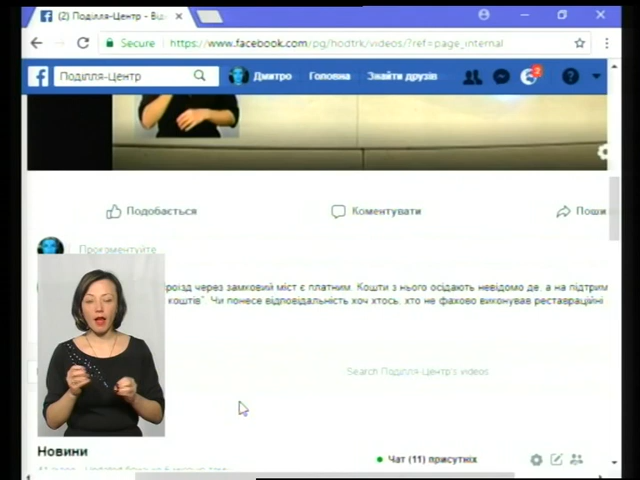 (2) Поділля-Центр - Ві
Secure https://www.facebook.com/pg/hodtrk/videos/?ref=page_internal
Поділля-Центр Дмитро Головна Знайти друзів 2
Подобається Коментувати Поши
Прокоментуйте
роїзд через замковий міст є платним. Кошти з нього осідають невідомо де, а на підтрим
коштів". Чи понесе відповідальність хоч хтось, хто не фахово виконував реставраційні
Search Поділля-Центр's videos
Новини
Чат (11) присутніх